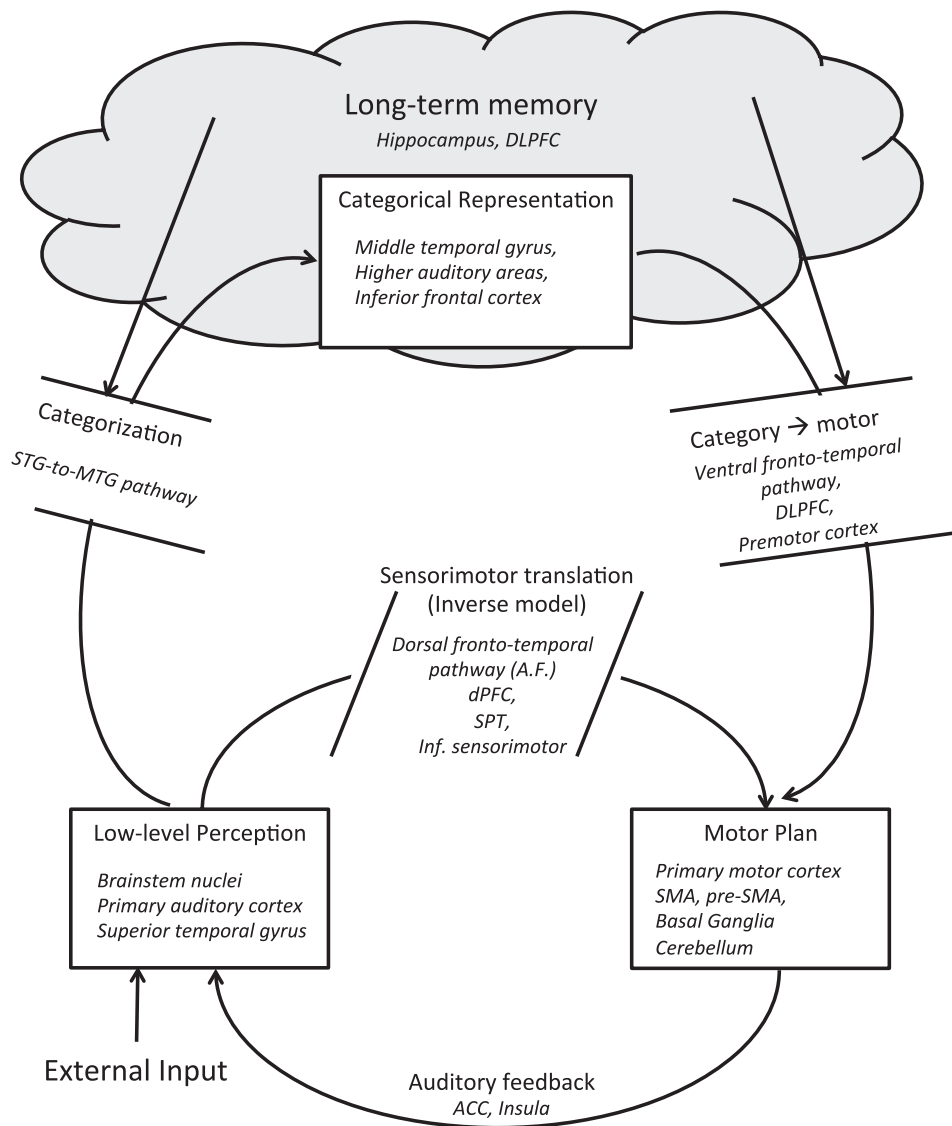 Long-term memory
Hippocampus, DLPFC
Categorical Representation
Middle temporal gyrus,
Higher auditory areas,
Inferior frontal cortex
Categorization
STG-to-MTG pathway
Category → motor
Ventral fronto-temporal
pathway,
DLPFC,
Premotor cortex
Sensorimotor translation
(Inverse model)
Dorsal fronto-temporal
pathway (A.F.)
dPFC,
SPT,
Inf. sensorimotor
Low-level Perception
Brainstem nuclei
Primary auditory cortex
Superior temporal gyrus
Motor Plan
Primary motor cortex
SMA, pre-SMA,
Basal Ganglia
Cerebellum
External Input
Auditory feedback
ACC, Insula